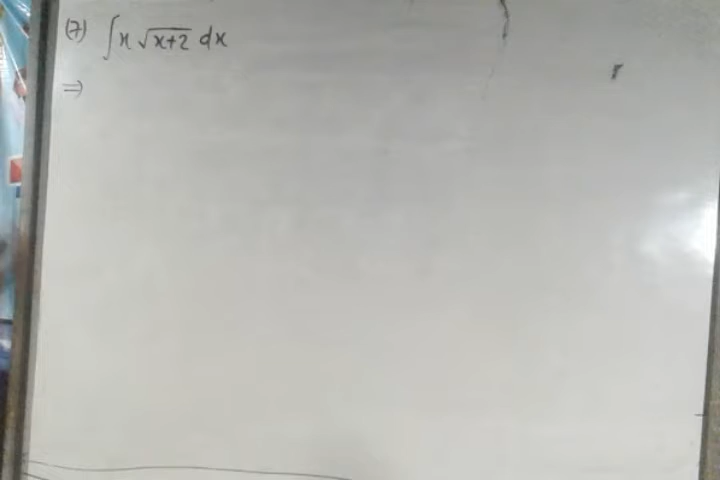 (7) ∫x √x+2 dx
⇒